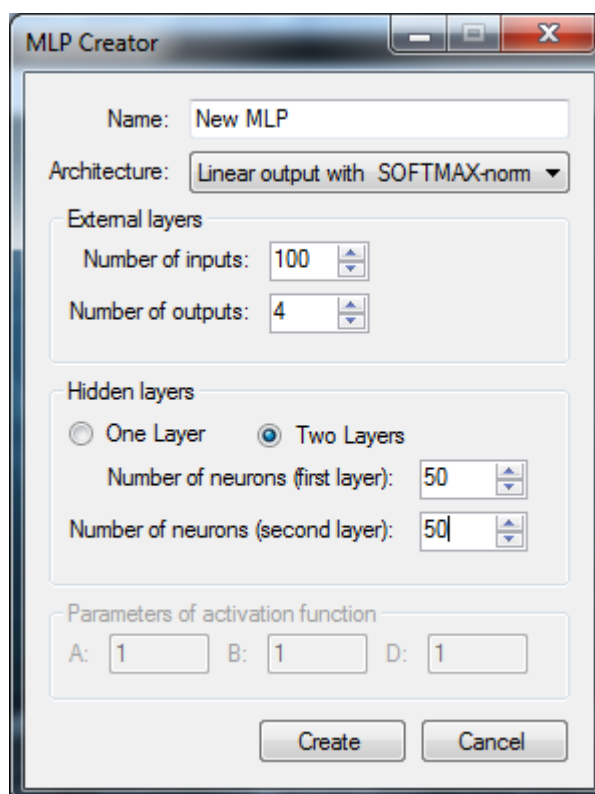 MLP Creator
Name: New MLP
Architecture: Linear output with SOFTMAX-norm
External layers
Number of inputs: 100
Number of outputs: 4
Hidden layers
One Layer Two Layers
Number of neurons (first layer): 50
Number of neurons (second layer): 50
Parameters of activation function
A: 1 B: 1 D: 1
Create Cancel